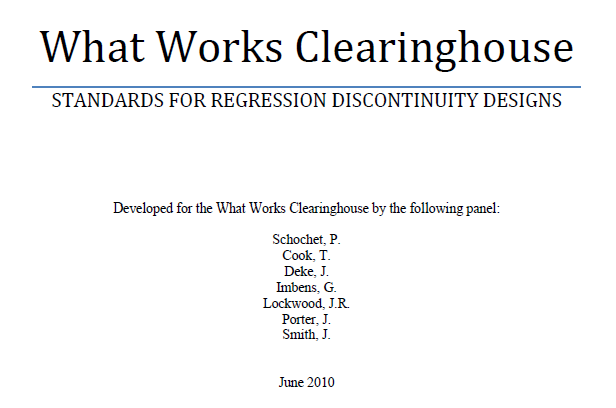 What Works Clearinghouse
STANDARDS FOR REGRESSION DISCONTINUITY DESIGNS
Developed for the What Works Clearinghouse by the following panel:
Schochet, P.
Cook, T.
Deke, J.
Imbens, G.
Lockwood, J.R.
Porter, J.
Smith, J.
June 2010